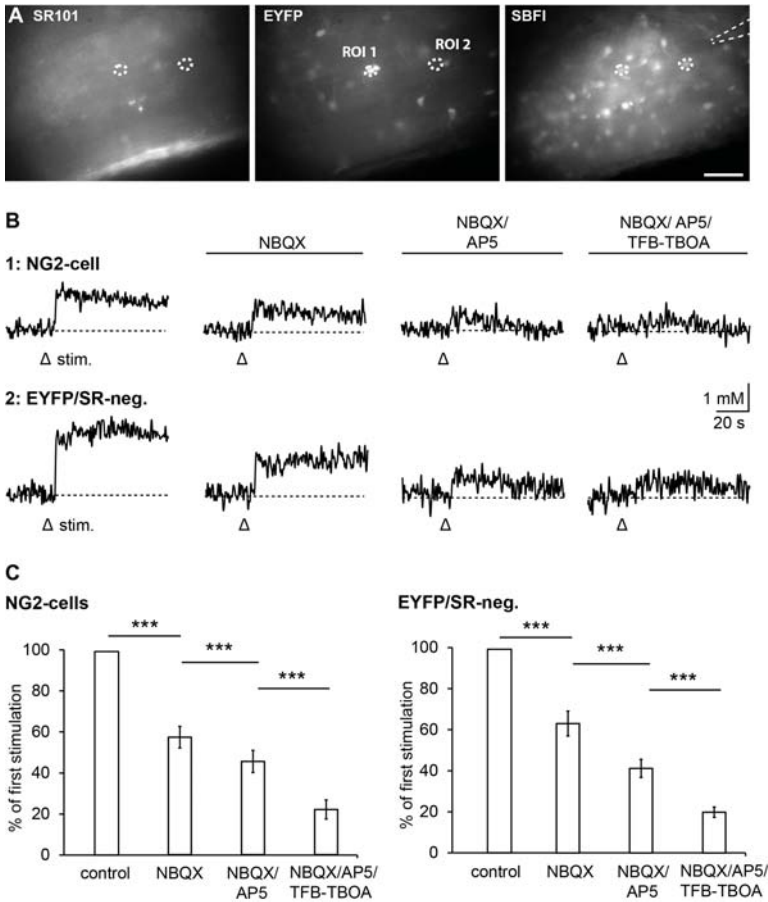 A
SR101
EYFP
SBFI
ROI 1
ROI 2
B
NBQX
NBQX/
AP5
NBQX/ AP5/
TFB-TBOA
1: NG2-cell
Δ stim.
Δ
Δ
Δ
2: EYFP/SR-neg.
1 mM
20 s
Δ stim.
Δ
Δ
Δ
C
NG2-cells
% of first stimulation
100
80
60
40
20
0
***
***
***
control
NBQX
NBQX/
AP5
NBQX/AP5/
TFB-TBOA
EYFP/SR-neg.
% of first stimulation
100
80
60
40
20
0
***
***
***
control
NBQX
NBQX/
AP5
NBQX/AP5/
TFB-TBOA